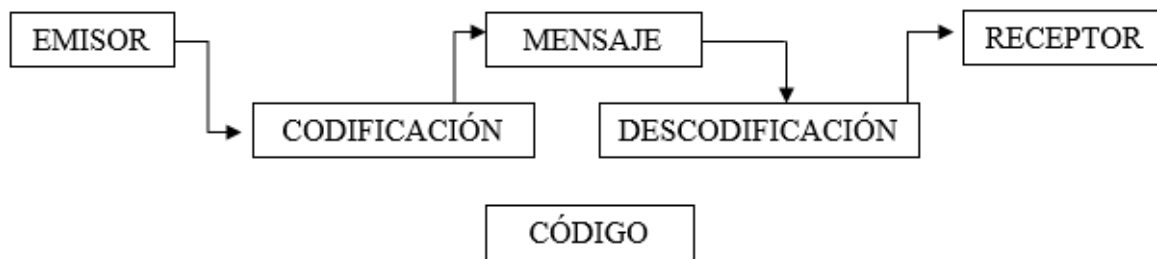 EMISOR
MENSAJE
RECEPTOR
CODIFICACIÓN
DESCODIFICACIÓN
CÓDIGO